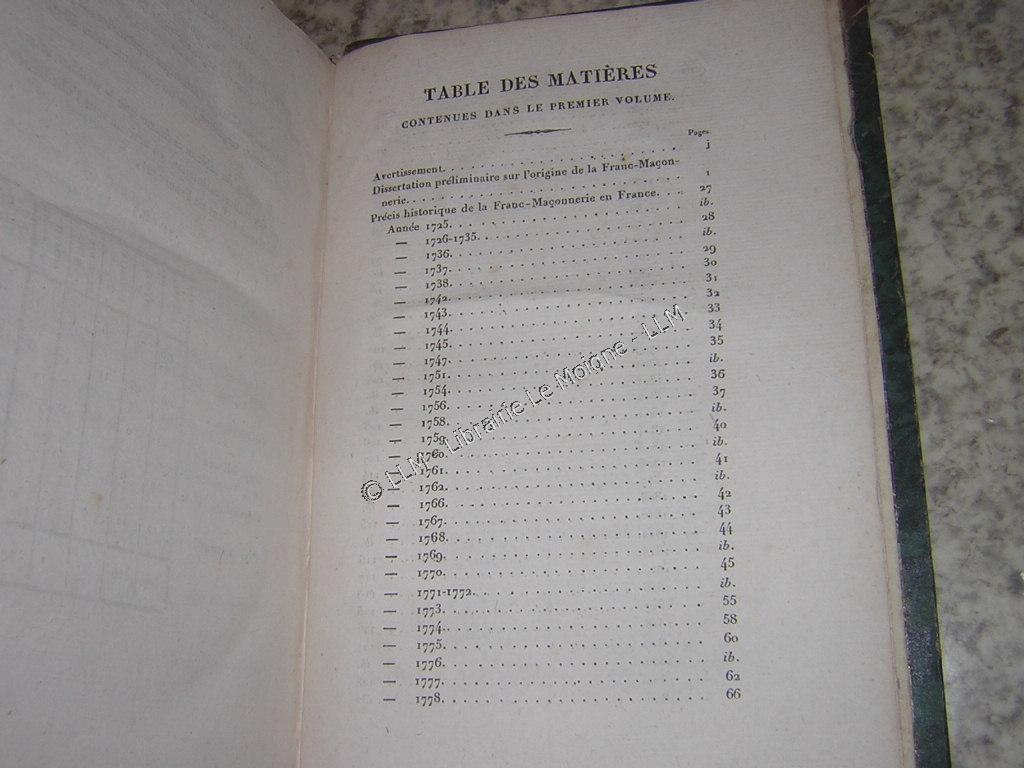 TABLE DES MATIÈRES
CONTENUES DANS LE PREMIER VOLUME.
Pages
Avertissement. j
Dissertation préliminaire sur l'origine de la Franc-Maçon-
nerie. 1
Précis historique de la Franc-Maçonnerie en France. 27
Année 1725. ib.
— 1726-1735. 28
— 1736. ib.
— 1737. 29
— 1738. 30
— 1742. 31
— 1743. 32
— 1744. 33
— 1745. 34
— 1747. 35
— 1751. ib.
— 1754. 36
— 1756. 37
— 1758. ib.
— 1759. 40
— 1760. ib.
— 1761. 41
— 1762. ib.
— 1766. 42
— 1767. 43
— 1768. 44
— 1769. ib.
— 1770. 45
— 1771-1772. ib.
— 1773. 55
— 1774. 58
— 1775. 60
— 1776. ib.
— 1777. 62
— 1778. 66
© LLM - Librairie Le Moigne - LLM